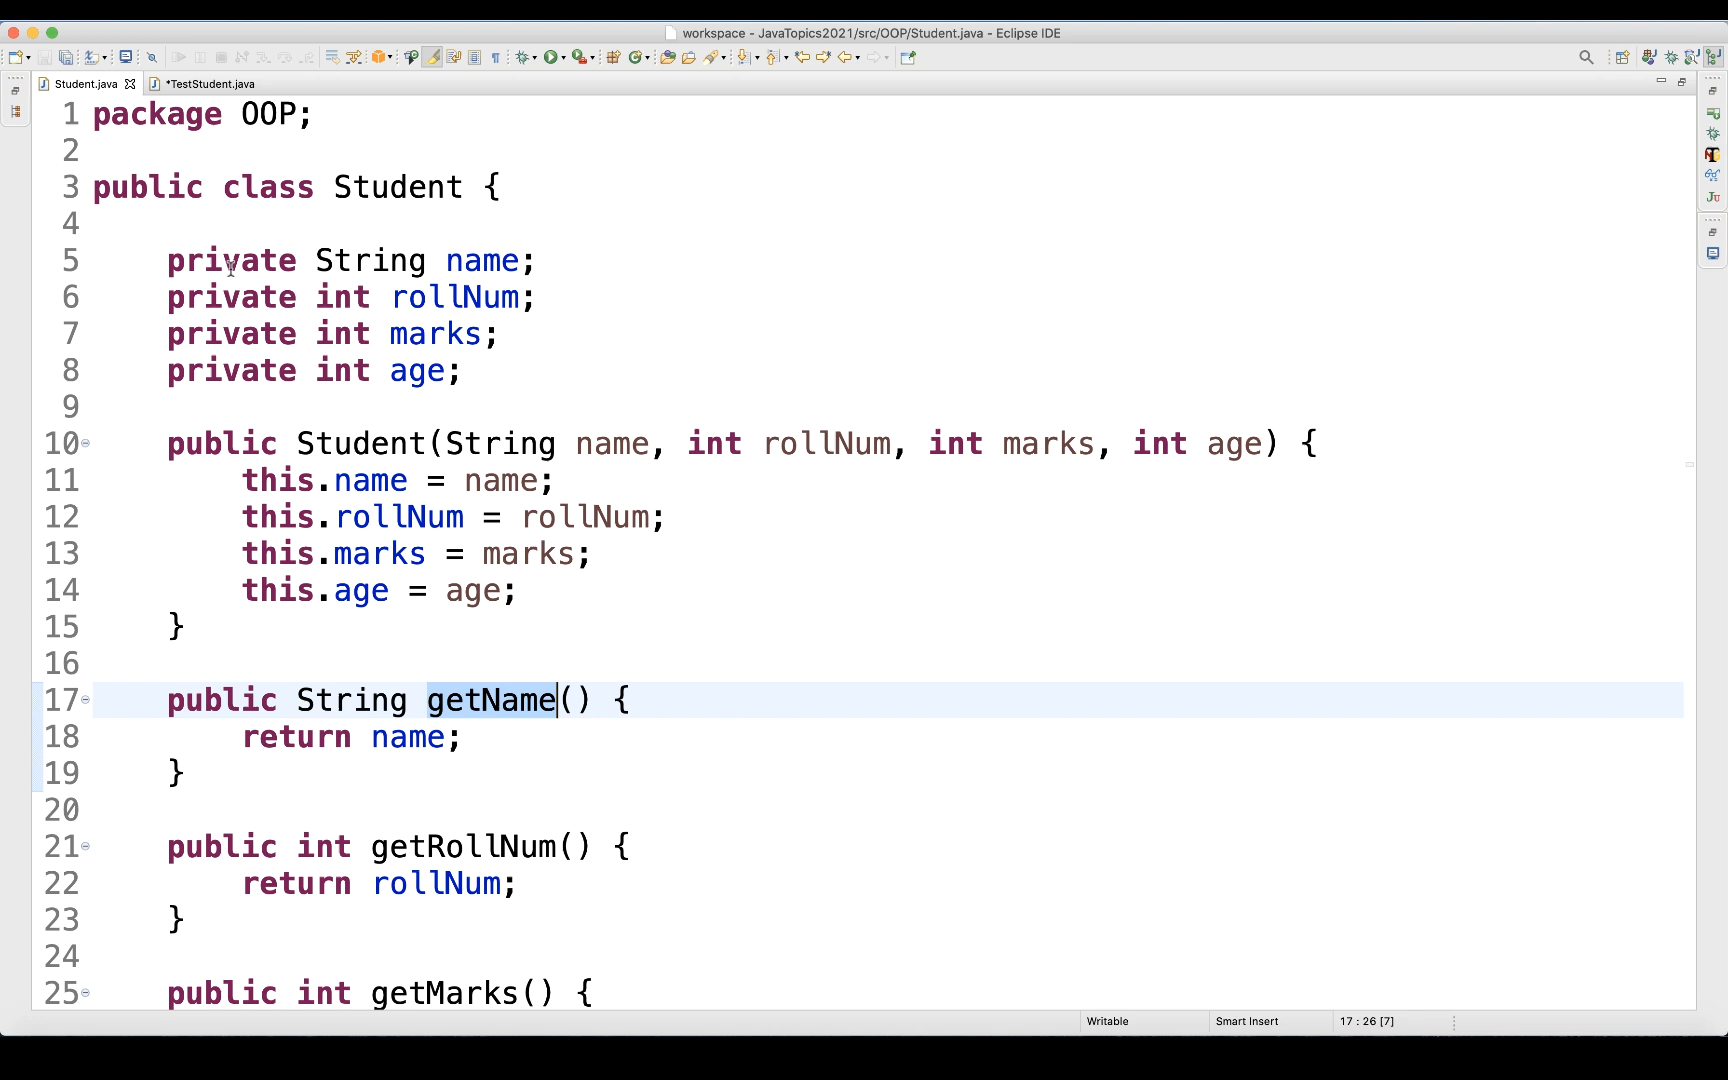 workspace - JavaTopics2021/src/OOP/Student.java - Eclipse IDE
Student.java
*TestStudent.java
1 package OOP;
2
3 public class Student {
4
5 private String name;
6 private int rollNum;
7 private int marks;
8 private int age;
9
10 public Student(String name, int rollNum, int marks, int age) {
11 this.name = name;
12 this.rollNum = rollNum;
13 this.marks = marks;
14 this.age = age;
15 }
16
17 public String getName() {
18 return name;
19 }
20
21 public int getRollNum() {
22 return rollNum;
23 }
24
25 public int getMarks() {
Writable
Smart Insert
17 : 26 [7]